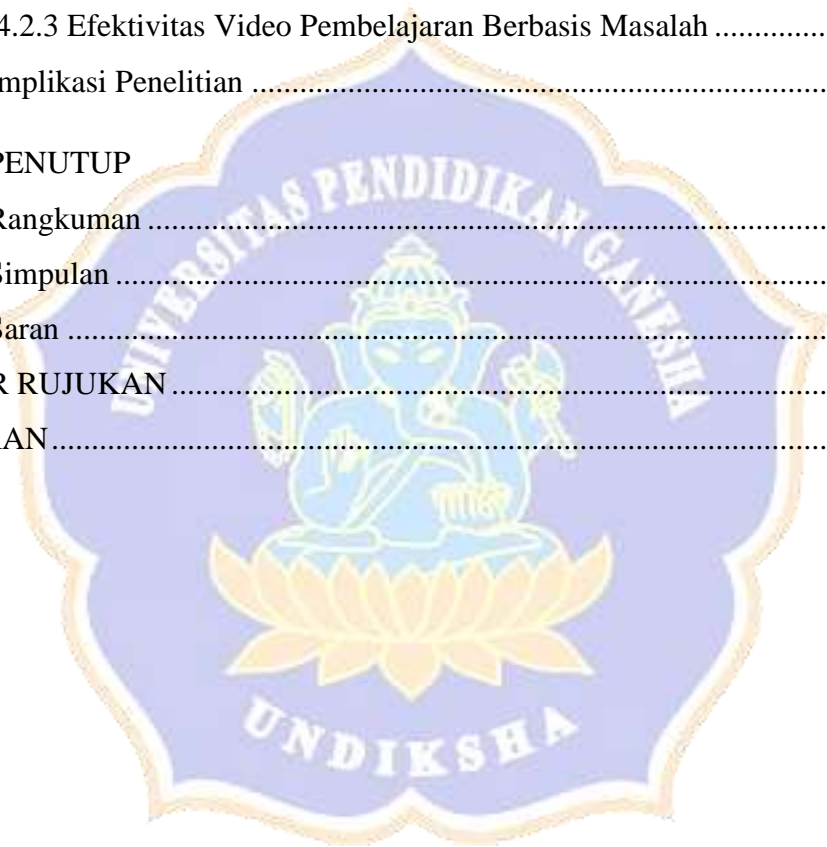 4.2.3 Efektivitas Video Pembelajaran Berbasis Masalah ..............
mplikasi Penelitian ......................................................................
PENUTUP
Rangkuman ...................................................................................
Simpulan .......................................................................................
Saran .............................................................................................
R RUJUKAN .................................................................................
RAN ...............................................................................................
UNIVERSITAS PENDIDIKAN GANESHA
UNDIKSHA